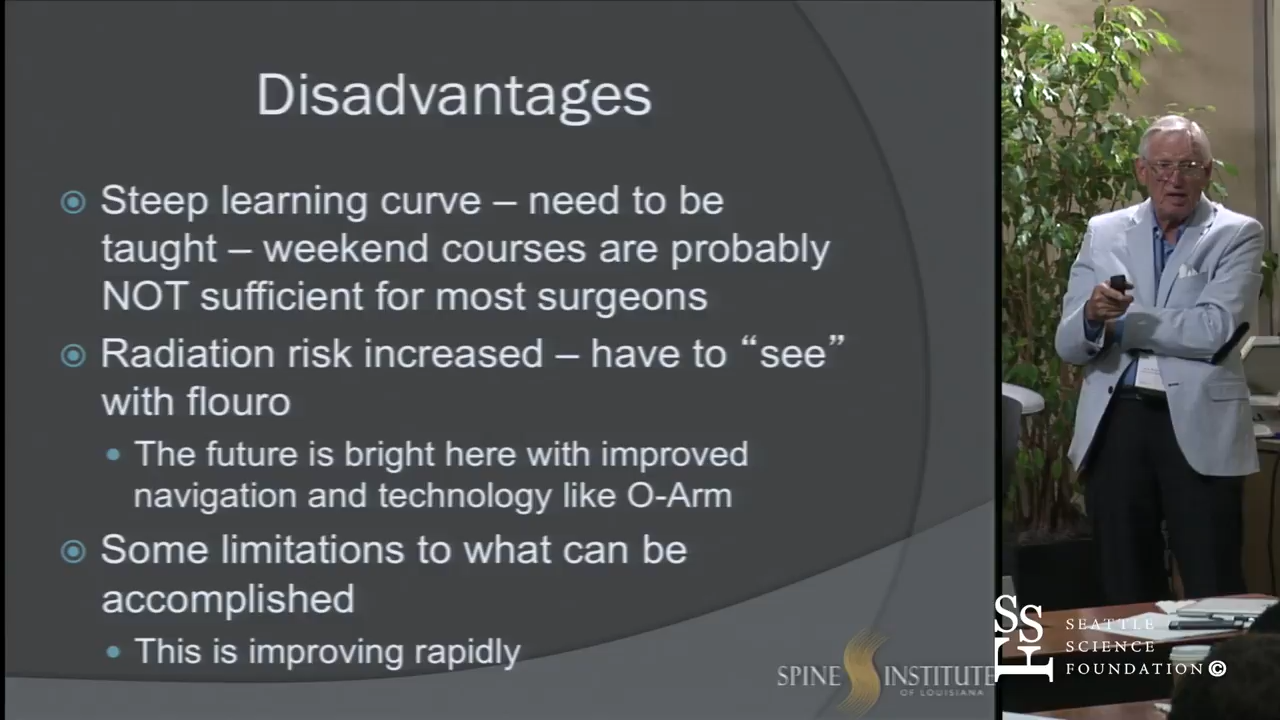 Disadvantages
Steep learning curve – need to be
taught – weekend courses are probably
NOT sufficient for most surgeons
Radiation risk increased – have to “see”
with flouro
The future is bright here with improved
navigation and technology like O-Arm
Some limitations to what can be
accomplished
This is improving rapidly
SPINE INSTITUTE
OF LOUISIANA
SSF
SEATTLE
SCIENCE
FOUNDATION©